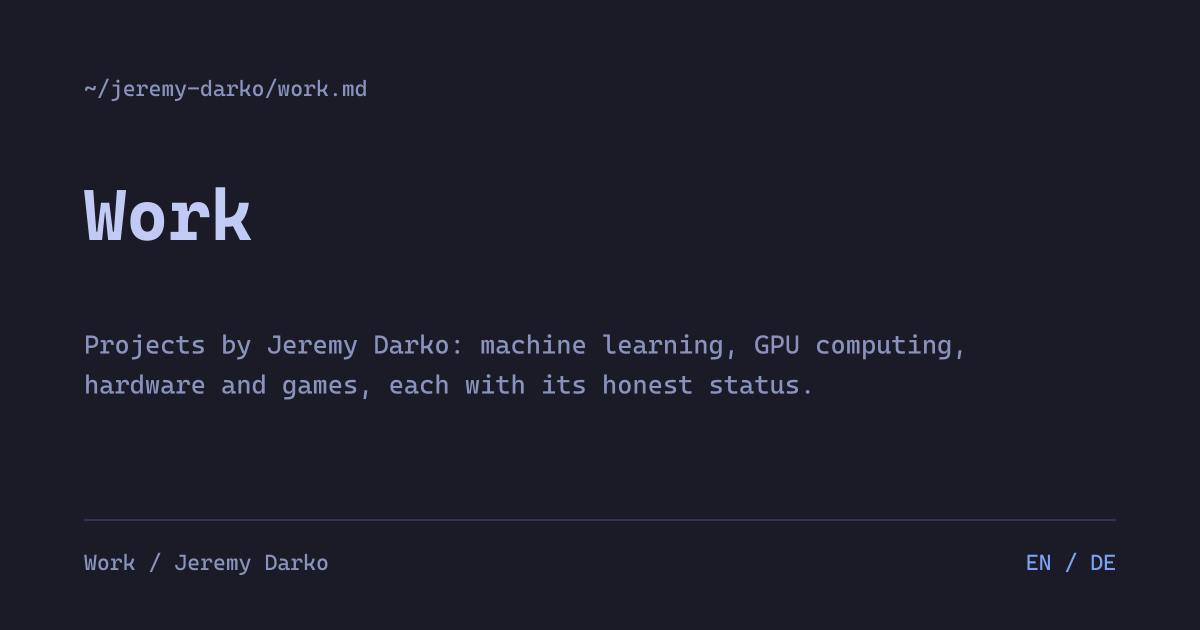 ~/jeremy-darko/work.md
Work
Projects by Jeremy Darko: machine learning, GPU computing,
hardware and games, each with its honest status.
Work / Jeremy Darko
EN / DE